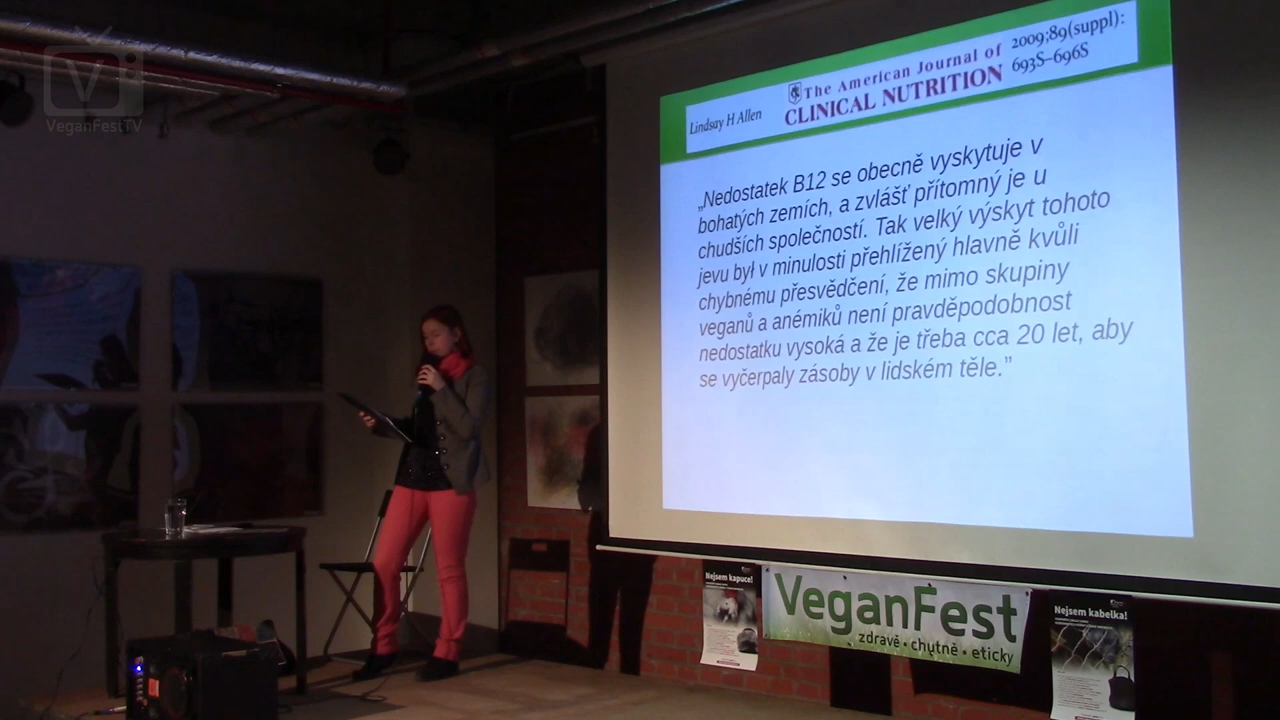 V
VeganFestTV
Lindsay H Allen
The American Journal of
CLINICAL NUTRITION
2009;89(suppl):
693S–696S
„Nedostatek B12 se obecně vyskytuje v
bohatých zemích, a zvlášť přítomný je u
chudších společností. Tak velký výskyt tohoto
jevu był v minulosti přehlížený hlavně kvůli
chybnému přesvědčení, že mimo skupiny
veganů a anémiků není pravděpodobnost
nedostatku vysoká a že je třeba cca 20 let, aby
se vyčerpaly zásoby v lidském těle.”
Nejsem kapuce!
VeganFest
zdravě • chutně • eticky
Nejsem kabelka!